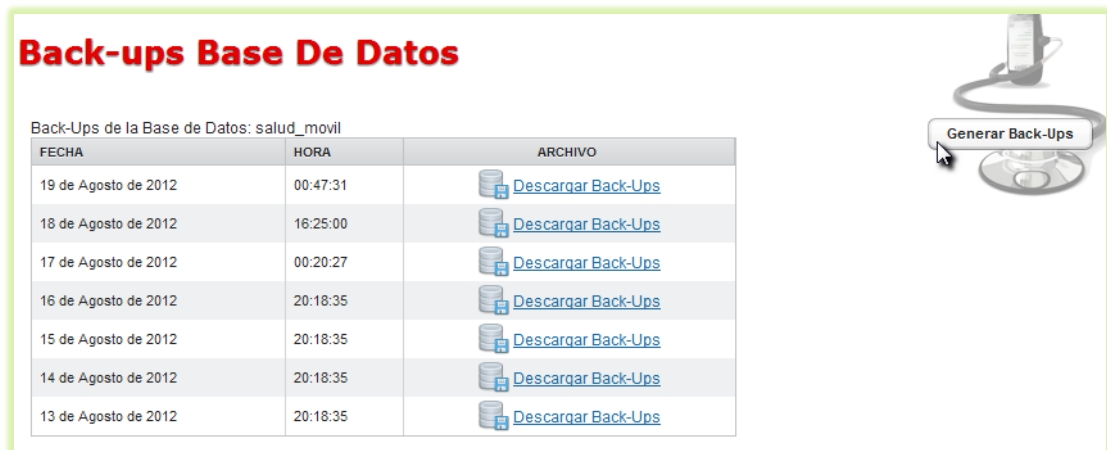 Back-ups Base De Datos
Generar Back-Ups
Back-Ups de la Base de Datos: salud_movil
FECHA HORA ARCHIVO
19 de Agosto de 2012 00:47:31 Descargar Back-Ups
18 de Agosto de 2012 16:25:00 Descargar Back-Ups
17 de Agosto de 2012 00:20:27 Descargar Back-Ups
16 de Agosto de 2012 20:18:35 Descargar Back-Ups
15 de Agosto de 2012 20:18:35 Descargar Back-Ups
14 de Agosto de 2012 20:18:35 Descargar Back-Ups
13 de Agosto de 2012 20:18:35 Descargar Back-Ups